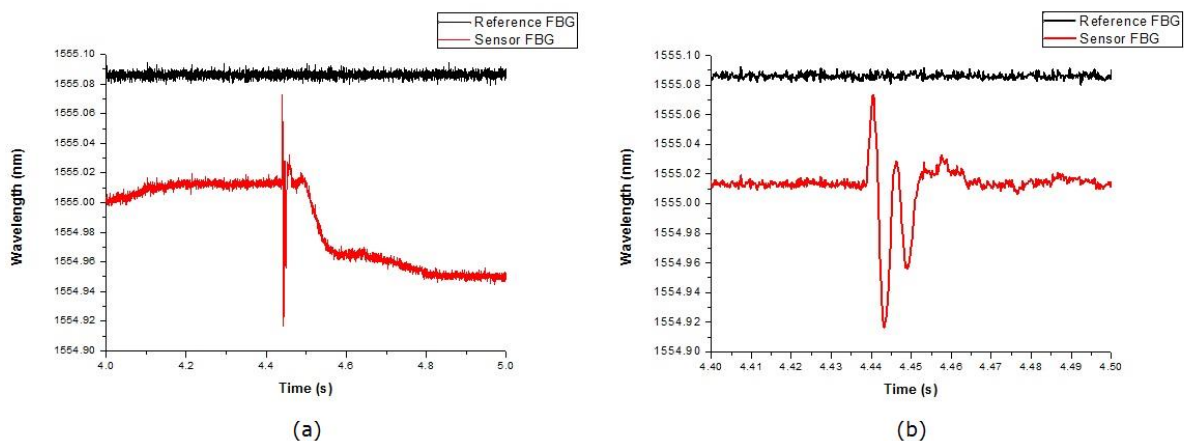 Reference FBG
Sensor FBG
1555.10
1555.08
1555.06
1555.04
1555.02
1555.00
1554.98
1554.96
1554.94
1554.92
1554.90
Wavelength (nm)
4.0 4.2 4.4 4.6 4.8 5.0
Time (s)
(a)
Reference FBG
Sensor FBG
1555.10
1555.08
1555.06
1555.04
1555.02
1555.00
1554.98
1554.96
1554.94
1554.92
1554.90
Wavelength (nm)
4.40 4.41 4.42 4.43 4.44 4.45 4.46 4.47 4.48 4.49 4.50
Time (s)
(b)